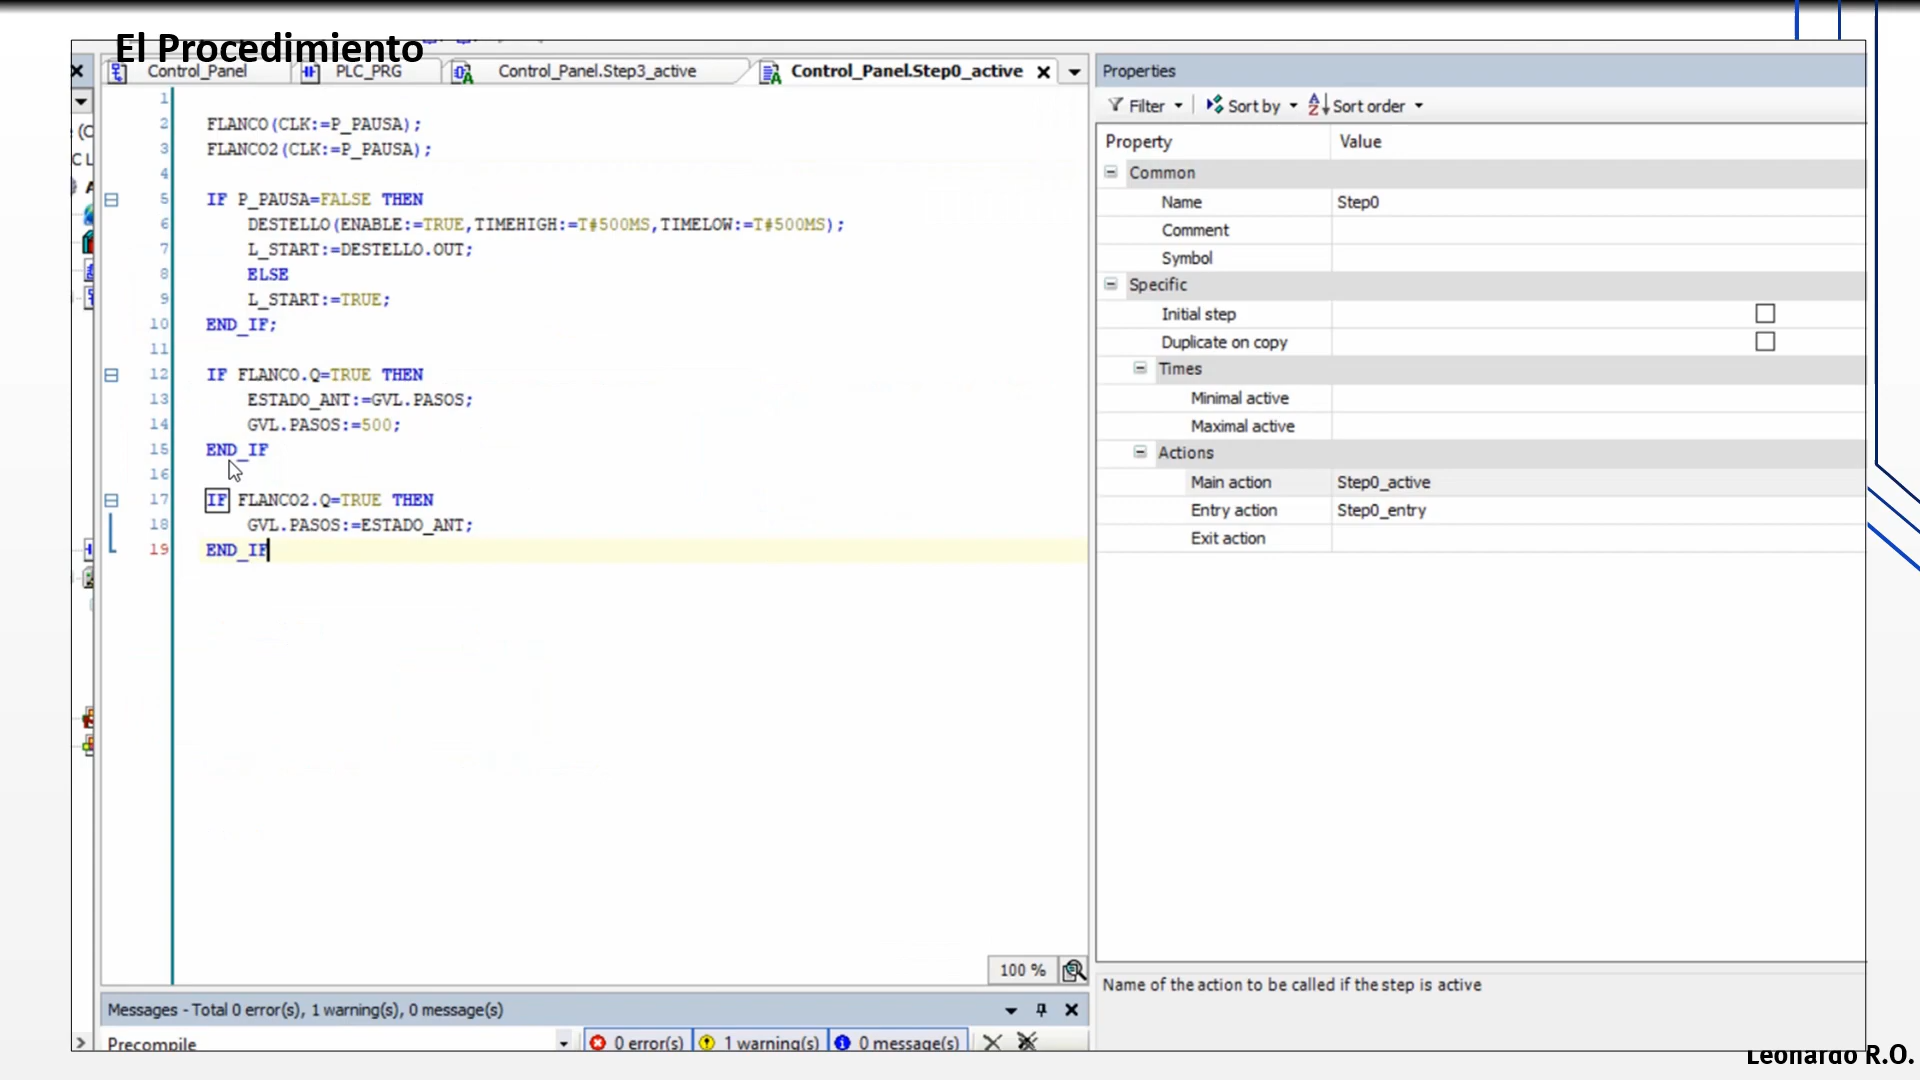 El Procedimiento
Control_Panel
PLC_PRG
Control_Panel.Step3_active
Control_Panel.Step0_active
1
2 FLANCO(CLK:=P_PAUSA);
3 FLANCO2(CLK:=P_PAUSA);
4
5 IF P_PAUSA=FALSE THEN
6 DESTELLO(ENABLE:=TRUE,TIMEHIGH:=T#500MS,TIMELOW:=T#500MS);
7 L_START:=DESTELLO.OUT;
8 ELSE
9 L_START:=TRUE;
10 END_IF;
11
12 IF FLANCO.Q=TRUE THEN
13 ESTADO_ANT:=GVL.PASOS;
14 GVL.PASOS:=500;
15 END_IF
16
17 IF FLANCO2.Q=TRUE THEN
18 GVL.PASOS:=ESTADO_ANT;
19 END_IF
100 %
Messages - Total 0 error(s), 1 warning(s), 0 message(s)
Precompile
0 error(s)
1 warning(s)
0 message(s)
Properties
Filter
Sort by
Sort order
Property Value
Common
Name Step0
Comment
Symbol
Specific
Initial step
Duplicate on copy
Times
Minimal active
Maximal active
Actions
Main action Step0_active
Entry action Step0_entry
Exit action
Name of the action to be called if the step is active
Leonardo R.O.